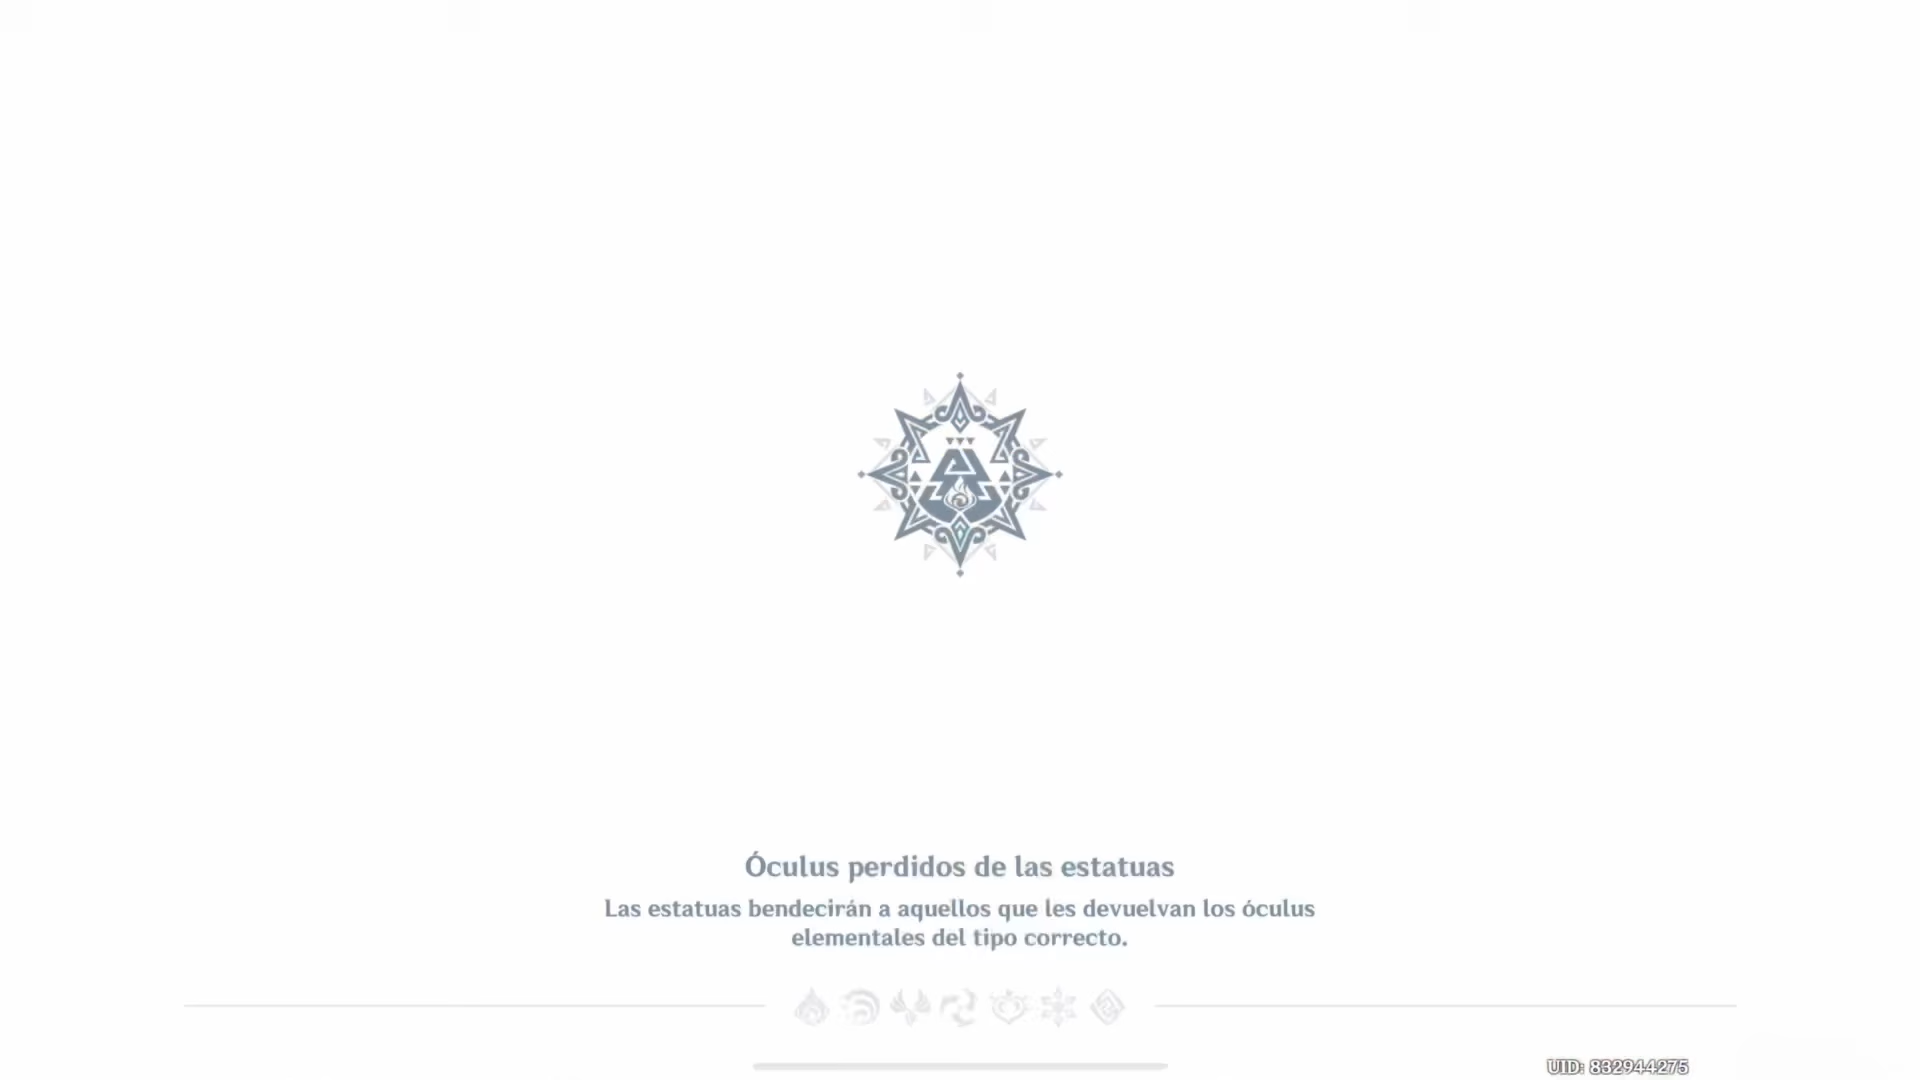 Óculus perdidos de las estatuas
Las estatuas bendecirán a aquellos que les devuelvan los óculus
elementales del tipo correcto.
UID: 832944275